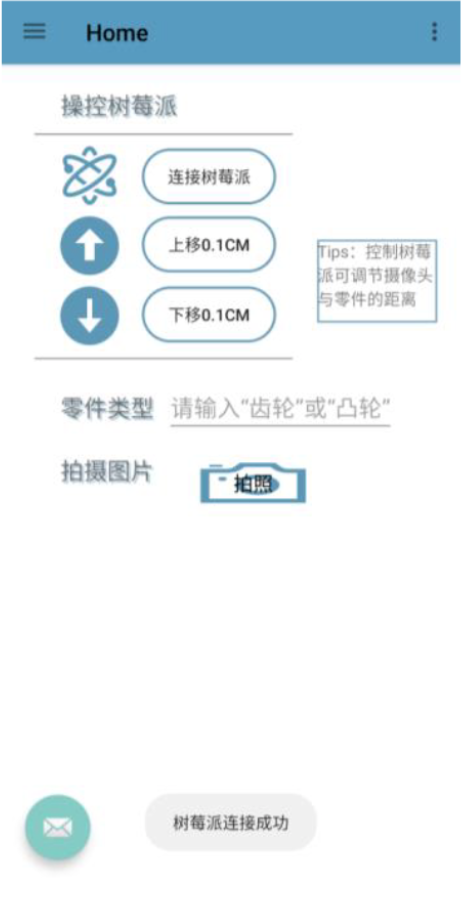 Home
操控树莓派
连接树莓派
上移0.1CM
下移0.1CM
Tips：控制树莓
派可调节摄像头
与零件的距离
零件类型 请输入“齿轮”或“凸轮”
拍摄图片 拍照
树莓派连接成功